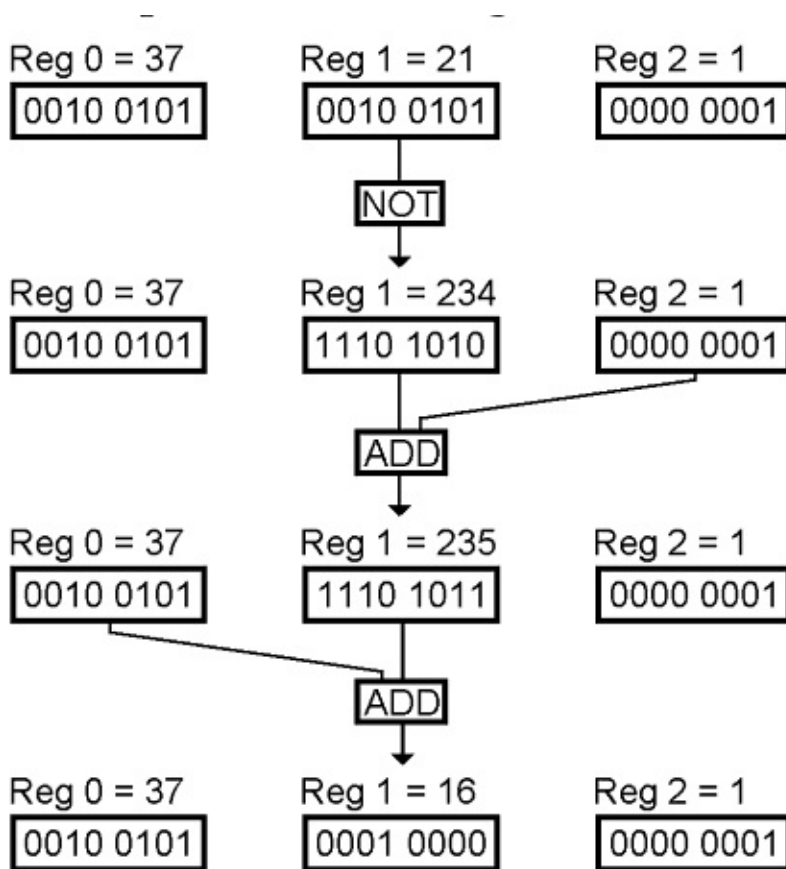 Reg 0 = 37 Reg 1 = 21 Reg 2 = 1
0010 0101 0010 0101 0000 0001
NOT
Reg 0 = 37 Reg 1 = 234 Reg 2 = 1
0010 0101 1110 1010 0000 0001
ADD
Reg 0 = 37 Reg 1 = 235 Reg 2 = 1
0010 0101 1110 1011 0000 0001
ADD
Reg 0 = 37 Reg 1 = 16 Reg 2 = 1
0010 0101 0001 0000 0000 0001